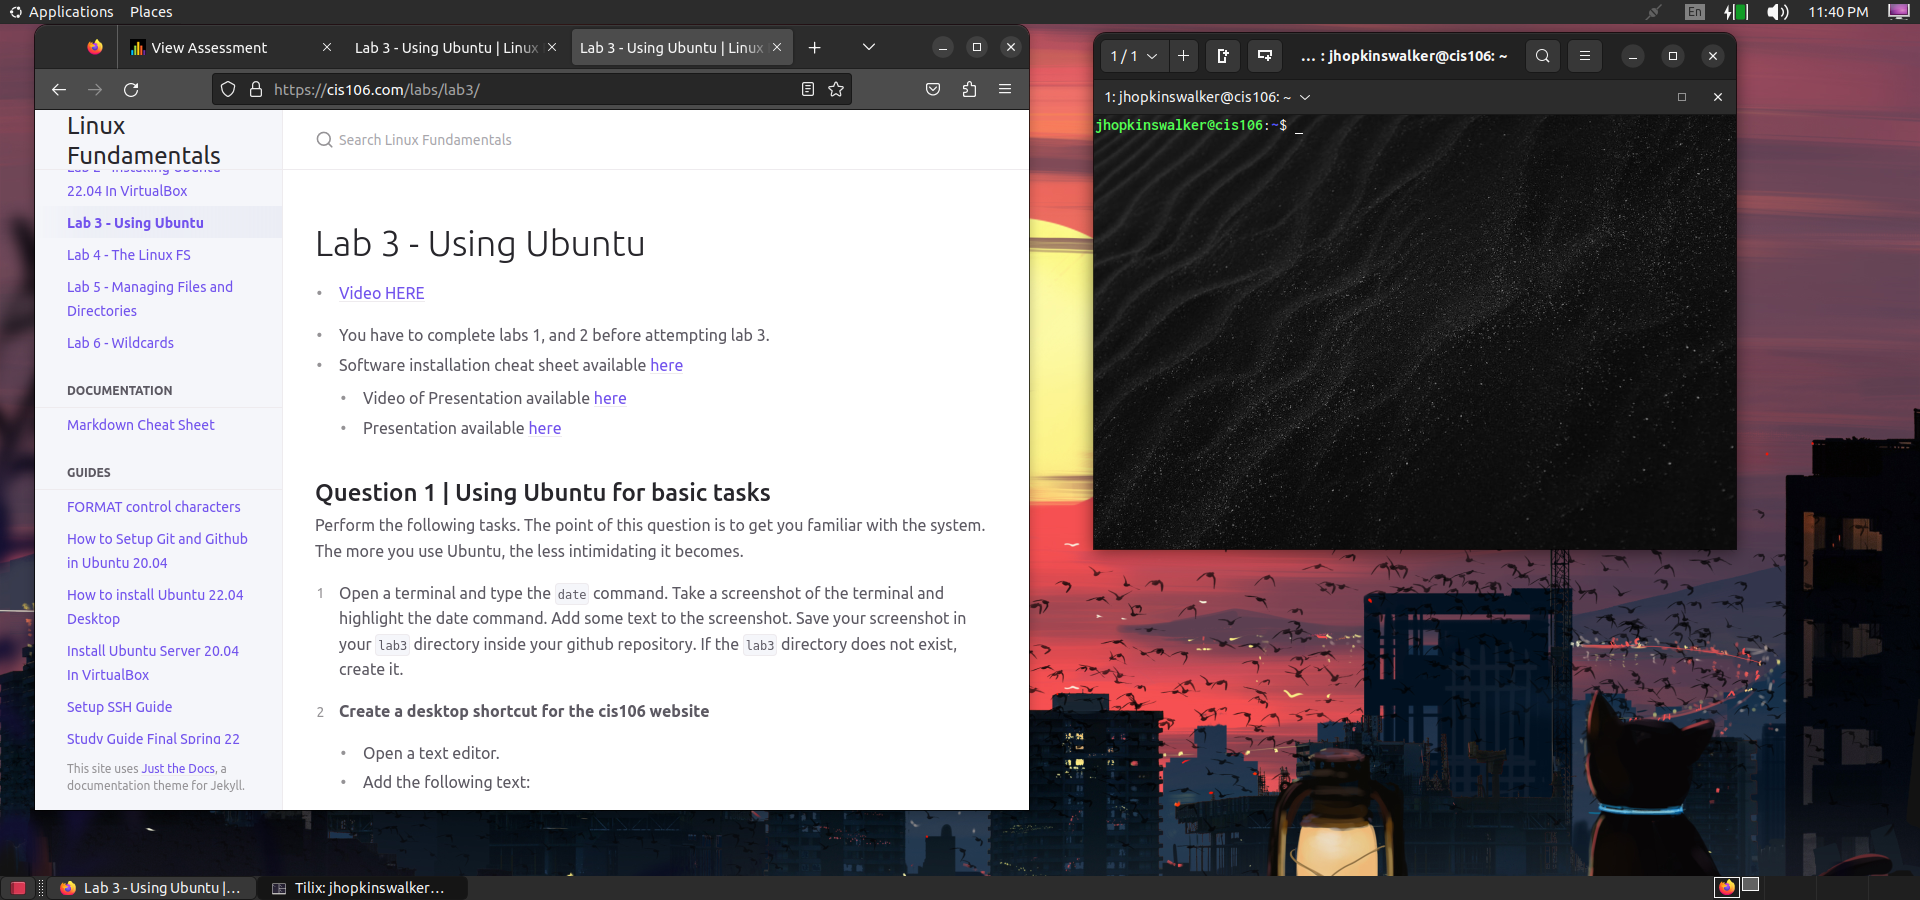 Applications Places
En 11:40 PM
View Assessment
Lab 3 - Using Ubuntu | Linux
Lab 3 - Using Ubuntu | Linux
https://cis106.com/labs/lab3/
Linux
Fundamentals
Lab 2 - Installing Ubuntu
22.04 In VirtualBox
Lab 3 - Using Ubuntu
Lab 4 - The Linux FS
Lab 5 - Managing Files and
Directories
Lab 6 - Wildcards
DOCUMENTATION
Markdown Cheat Sheet
GUIDES
FORMAT control characters
How to Setup Git and Github
in Ubuntu 20.04
How to install Ubuntu 22.04
Desktop
Install Ubuntu Server 20.04
In VirtualBox
Setup SSH Guide
Study Guide Final Spring 22
This site uses Just the Docs, a
documentation theme for Jekyll.
Search Linux Fundamentals
Lab 3 - Using Ubuntu
• Video HERE
• You have to complete labs 1, and 2 before attempting lab 3.
• Software installation cheat sheet available here
• Video of Presentation available here
• Presentation available here
Question 1 | Using Ubuntu for basic tasks
Perform the following tasks. The point of this question is to get you familiar with the system.
The more you use Ubuntu, the less intimidating it becomes.
1 Open a terminal and type the date command. Take a screenshot of the terminal and
highlight the date command. Add some text to the screenshot. Save your screenshot in
your lab3 directory inside your github repository. If the lab3 directory does not exist,
create it.
2 Create a desktop shortcut for the cis106 website
• Open a text editor.
• Add the following text:
1 / 1
... : jhopkinswalker@cis106: ~
1: jhopkinswalker@cis106: ~
jhopkinswalker@cis106:~$ _
Lab 3 - Using Ubuntu |...
Tilix: jhopkinswalker...